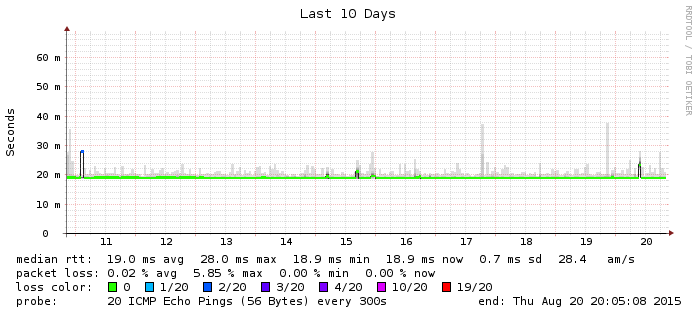 Last 10 Days
RRDTOOL / TOBI OETIKER
Seconds
60 m
50 m
40 m
30 m
20 m
10 m
0
11 12 13 14 15 16 17 18 19 20
median rtt: 19.0 ms avg 28.0 ms max 18.9 ms min 18.9 ms now 0.7 ms sd 28.4 am/s
packet loss: 0.02 % avg 5.85 % max 0.00 % min 0.00 % now
loss color: 0 1/20 2/20 3/20 4/20 10/20 19/20
probe: 20 ICMP Echo Pings (56 Bytes) every 300s end: Thu Aug 20 20:05:08 2015